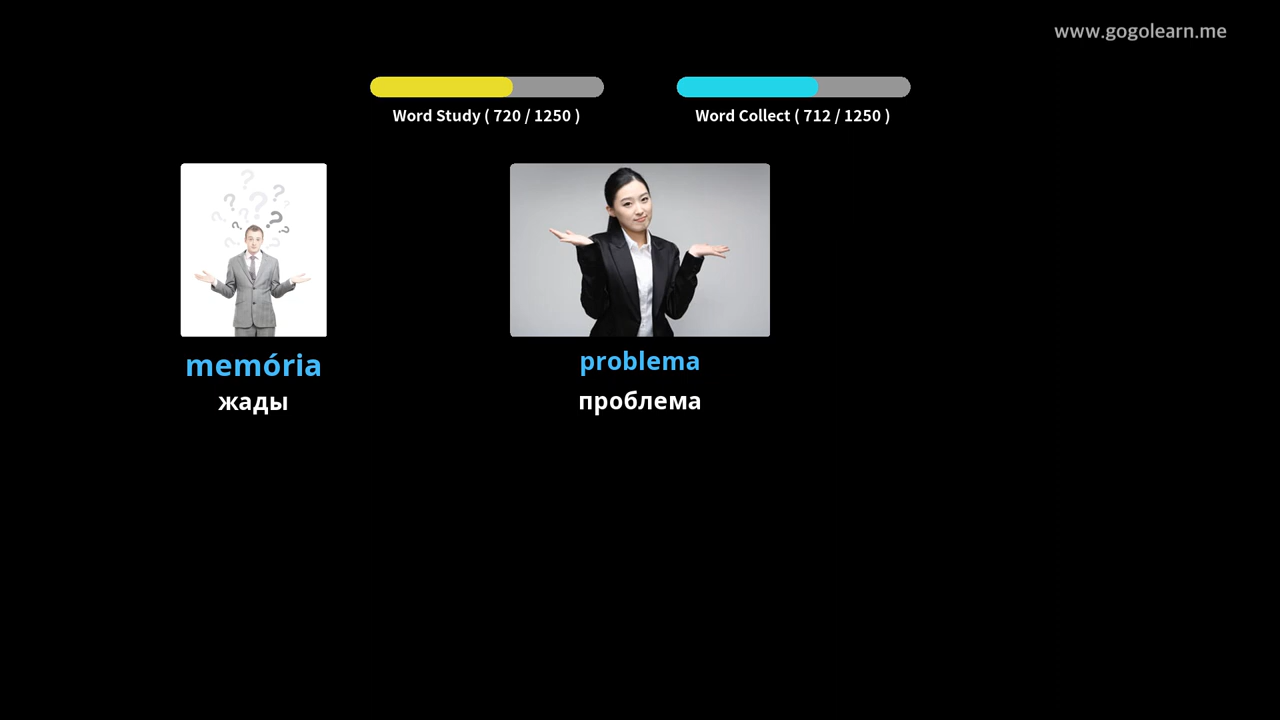 www.gogolearn.me
Word Study ( 720 / 1250 )
Word Collect ( 712 / 1250 )
memória
жады
problema
проблема